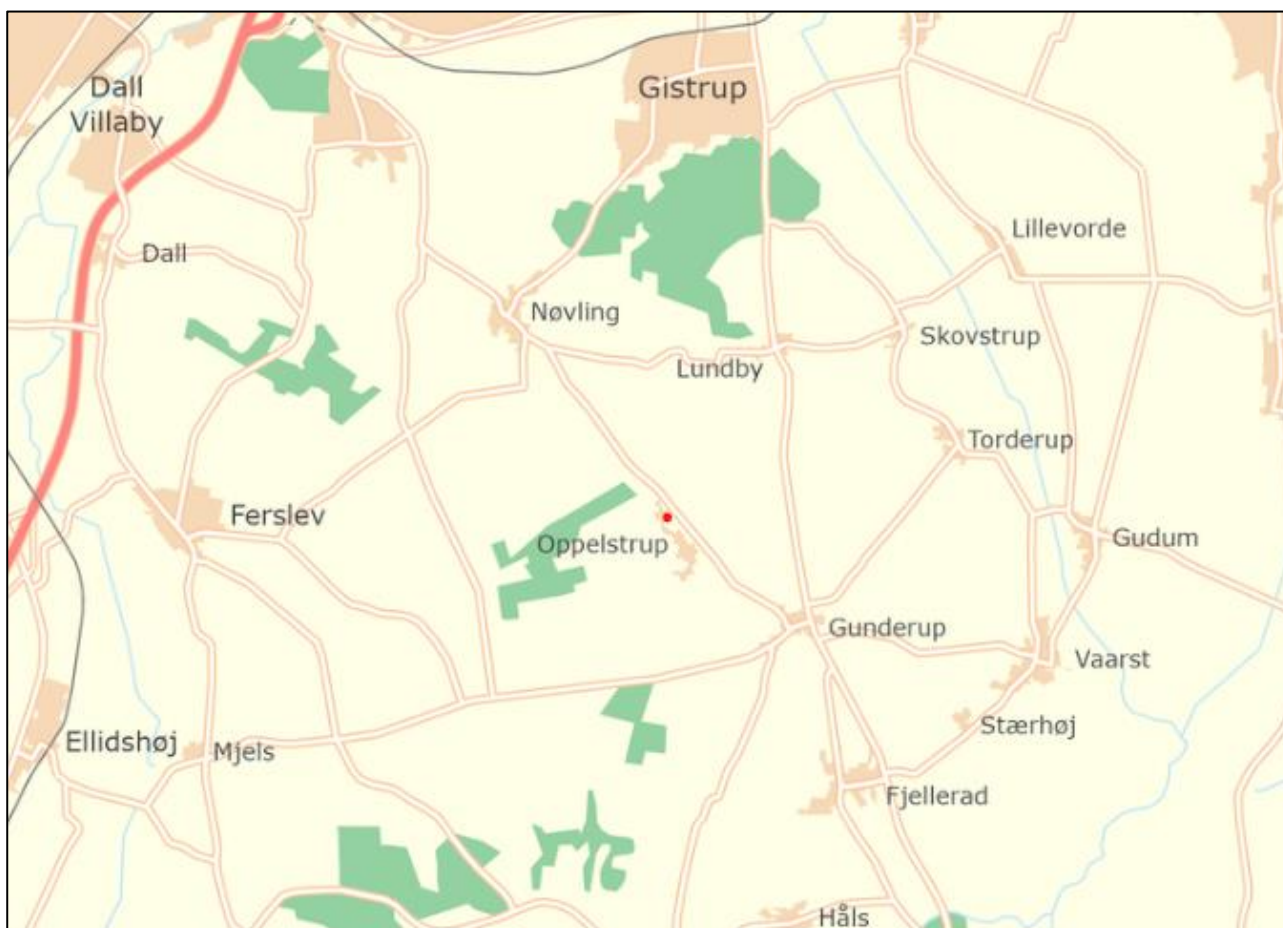 Dall
Villaby
Gistrup
Lillevorde
Dall
Nøvling
Skovstrup
Lundby
Torderup
Ferslev
Oppelstrup
Gudum
Gunderup
Vaarst
Stærhøj
Ellidshøj
Mjels
Fjellerad
Håls